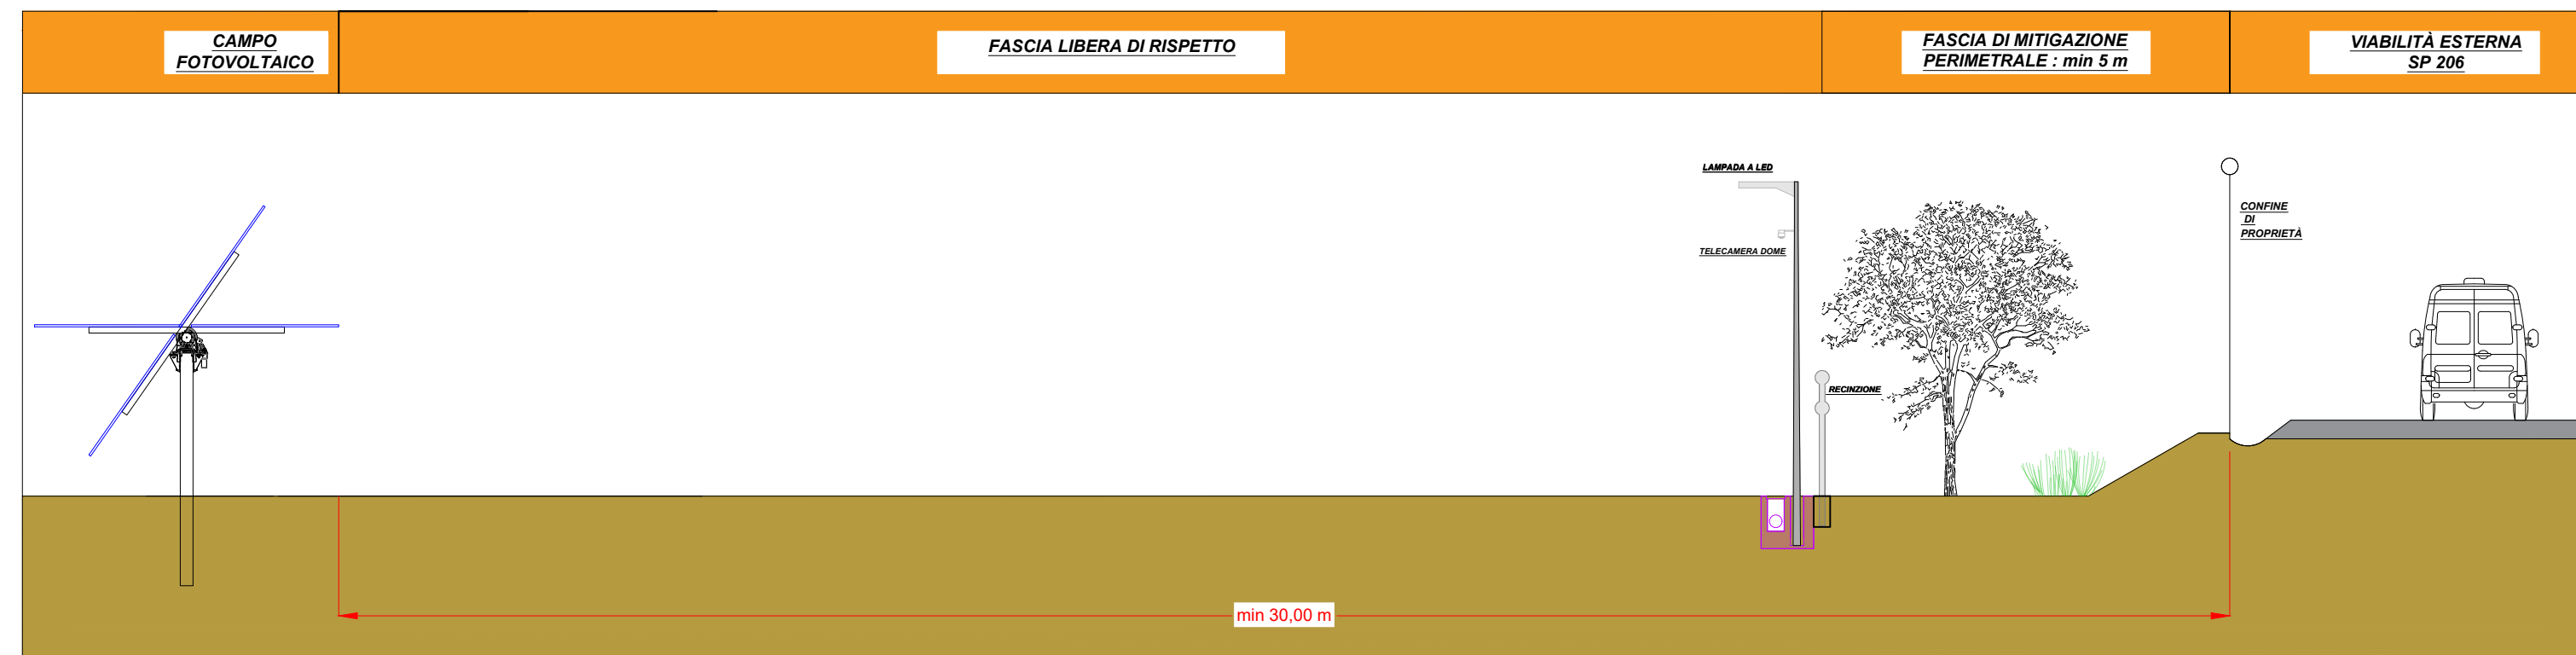 CAMPO
FOTOVOLTAICO
FASCIA LIBERA DI RISPETTO
FASCIA DI MITIGAZIONE
PERIMETRALE : min 5 m
VIABILITÀ ESTERNA
SP 206
LAMPADA A LED
TELECAMERA DOME
RECINZIONE
CONFINE
DI
PROPRIETÀ
min 30,00 m